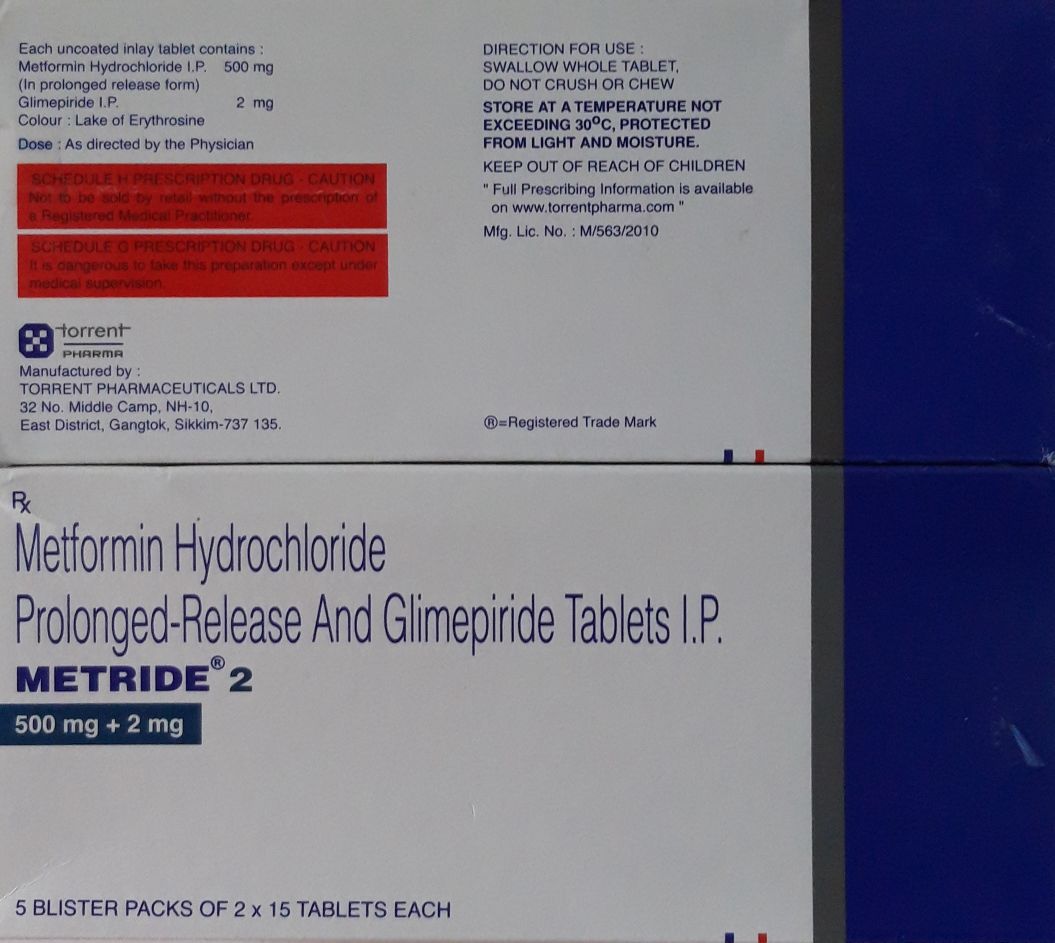 Each uncoated inlay tablet contains :
Metformin Hydrochloride I.P. 500 mg
(In prolonged release form)
Glimepiride I.P. 2 mg
Colour : Lake of Erythrosine
Dose : As directed by the Physician
SCHEDULE H PRESCRIPTION DRUG - CAUTION
Not to be sold by retail without the prescription of
a Registered Medical Practitioner.
SCHEDULE G PRESCRIPTION DRUG - CAUTION
It is dangerous to take this preparation except under
medical supervision.
torrent
PHARMA
Manufactured by :
TORRENT PHARMACEUTICALS LTD.
32 No. Middle Camp, NH-10,
East District, Gangtok, Sikkim-737 135.
DIRECTION FOR USE :
SWALLOW WHOLE TABLET,
DO NOT CRUSH OR CHEW
STORE AT A TEMPERATURE NOT
EXCEEDING 30°C, PROTECTED
FROM LIGHT AND MOISTURE.
KEEP OUT OF REACH OF CHILDREN
" Full Prescribing Information is available
on www.torrentpharma.com "
Mfg. Lic. No. : M/563/2010
®=Registered Trade Mark
Rx
Metformin Hydrochloride
Prolonged-Release And Glimepiride Tablets I.P.
METRIDE® 2
500 mg + 2 mg
5 BLISTER PACKS OF 2 x 15 TABLETS EACH